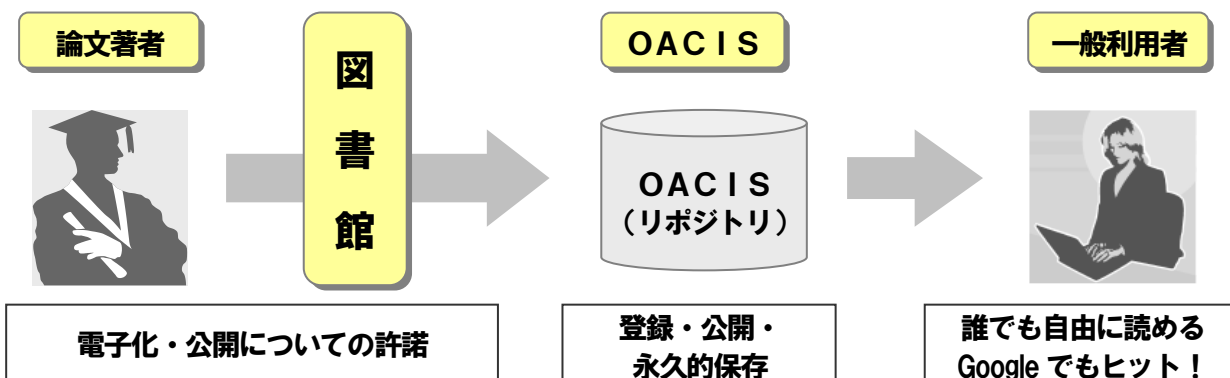 論文著者
図
書
館
OACIS
一般利用者
OACIS
（リポジトリ）
電子化・公開についての許諾
登録・公開・
永久的保存
誰でも自由に読める
Google でもヒット！